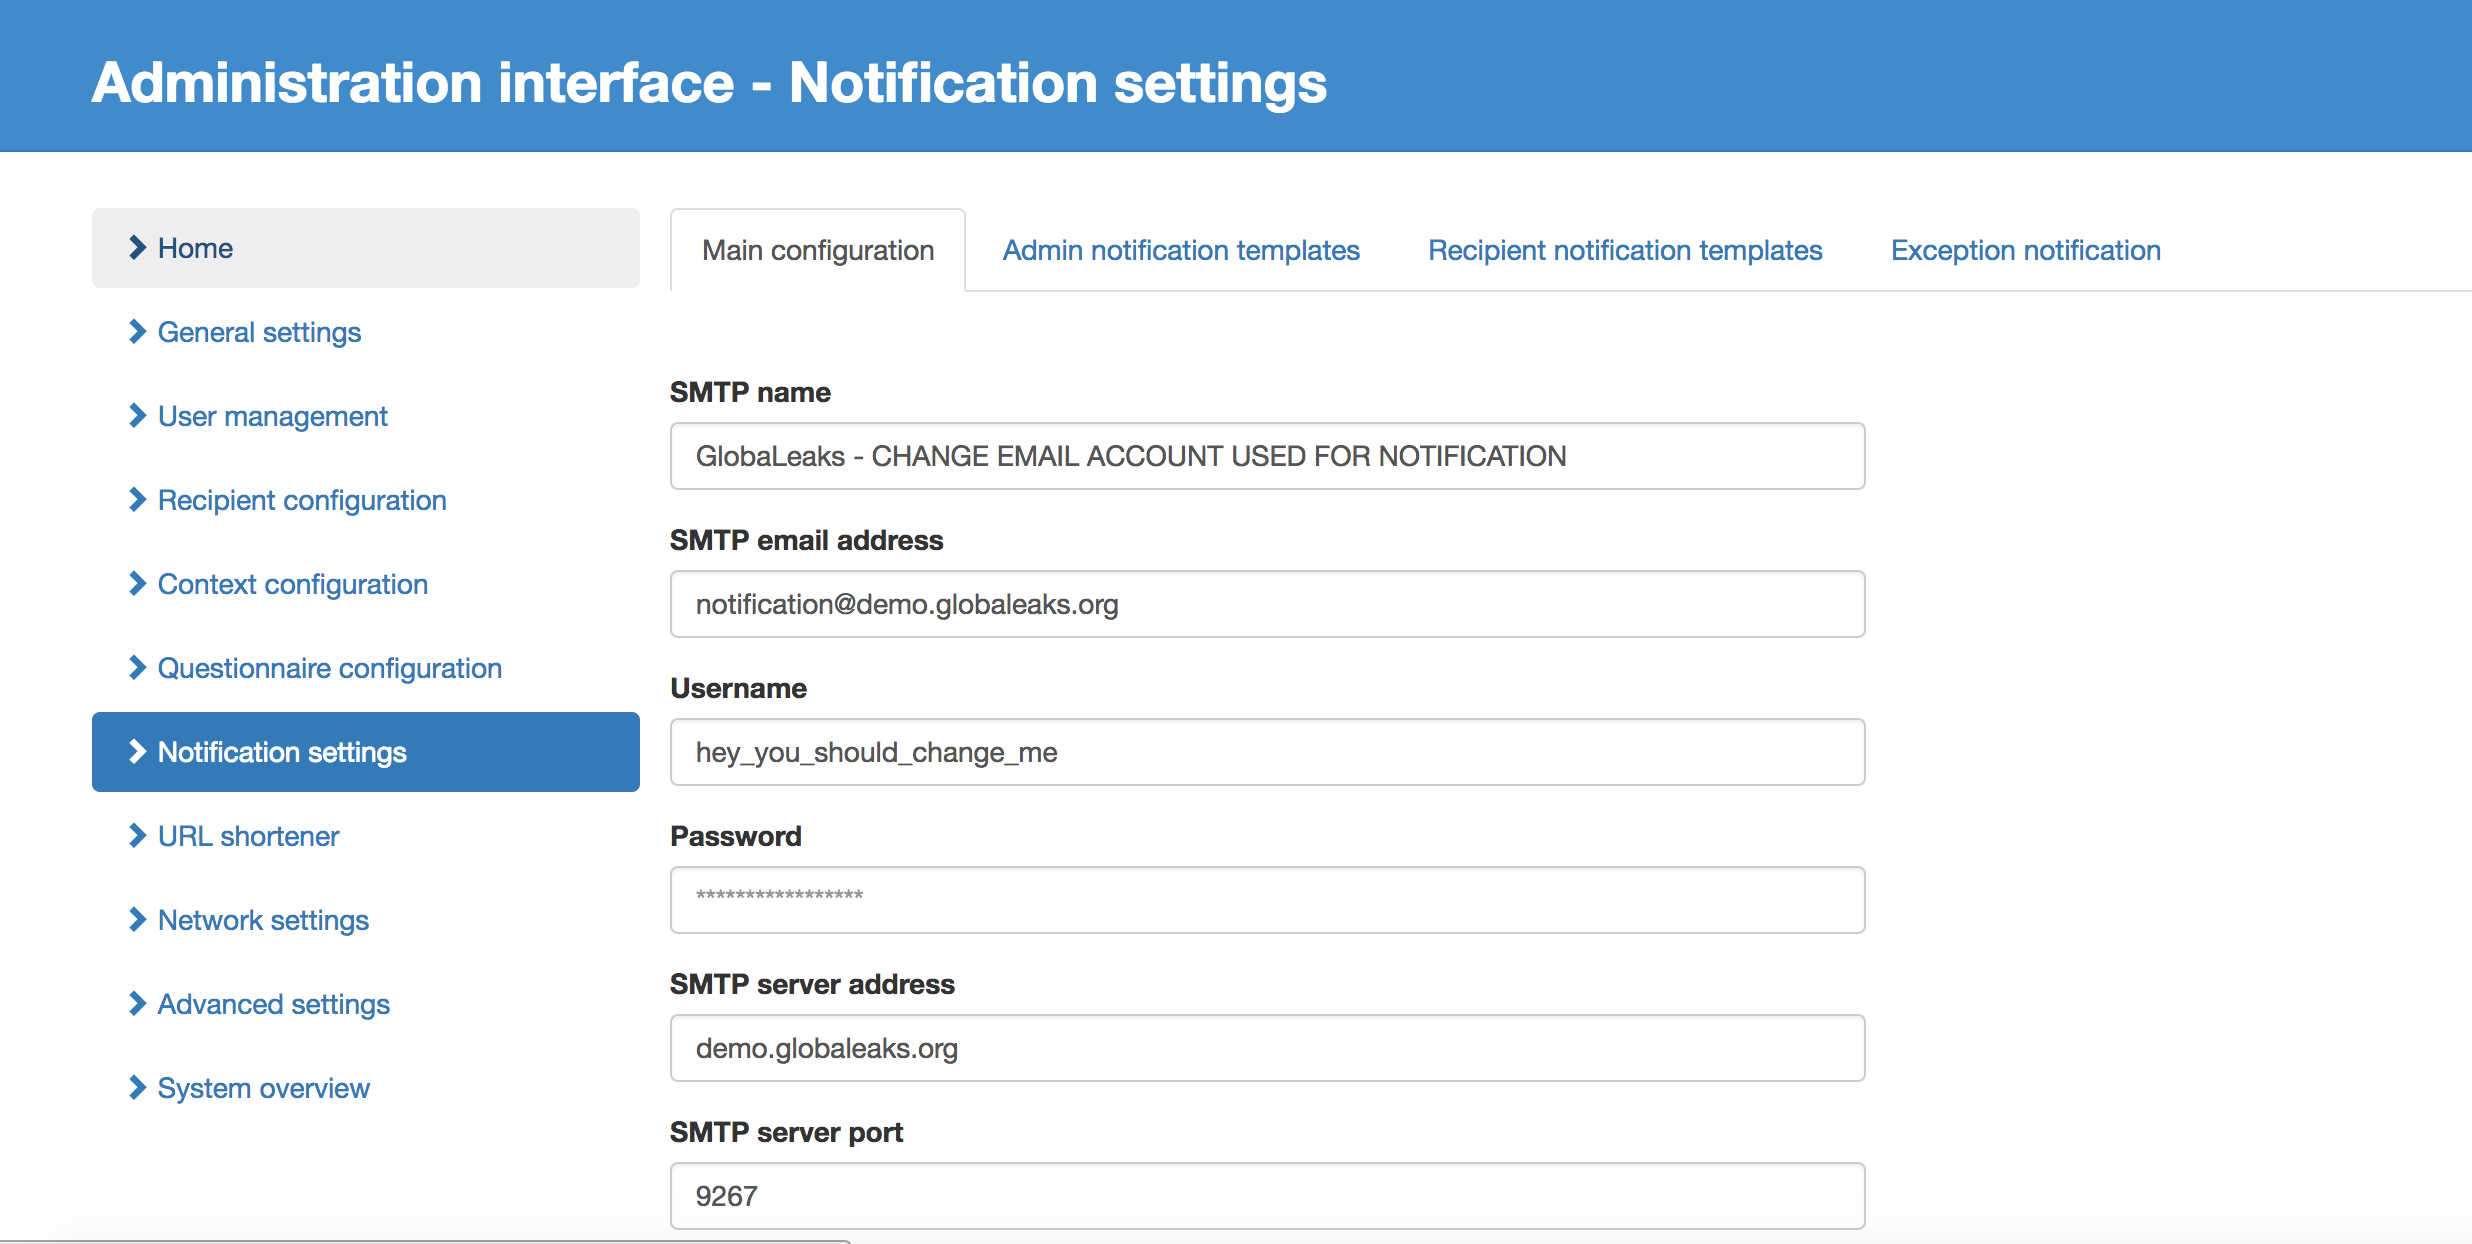 Administration interface - Notification settings
Home
General settings
User management
Recipient configuration
Context configuration
Questionnaire configuration
Notification settings
URL shortener
Network settings
Advanced settings
System overview
Main configuration
Admin notification templates
Recipient notification templates
Exception notification
SMTP name
GlobaLeaks - CHANGE EMAIL ACCOUNT USED FOR NOTIFICATION
SMTP email address
notification@demo.globaleaks.org
Username
hey_you_should_change_me
Password
*****************
SMTP server address
demo.globaleaks.org
SMTP server port
9267